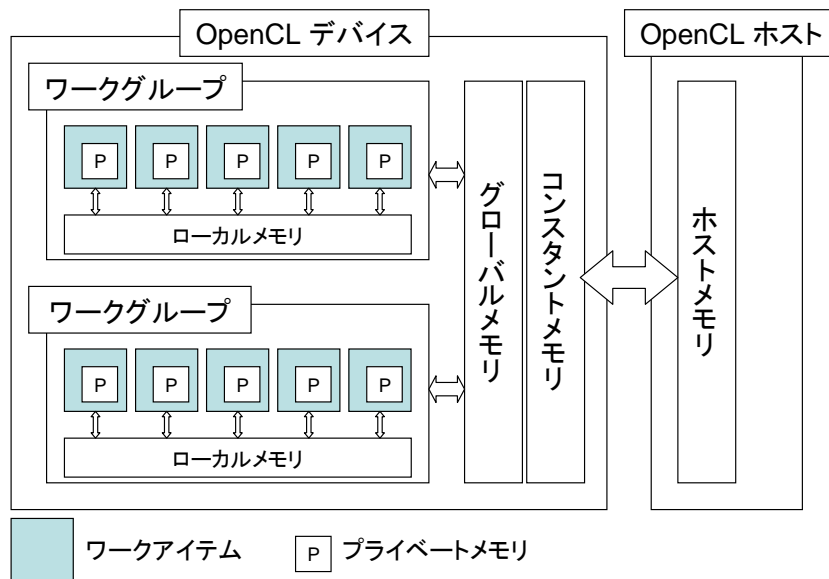 OpenCL デバイス
OpenCL ホスト
ワークグループ
P P P P P
ローカルメモリ
ワークグループ
P P P P P
ローカルメモリ
グローバルメモリ
コンスタントメモリ
ホストメモリ
ワークアイテム
P プライベートメモリ